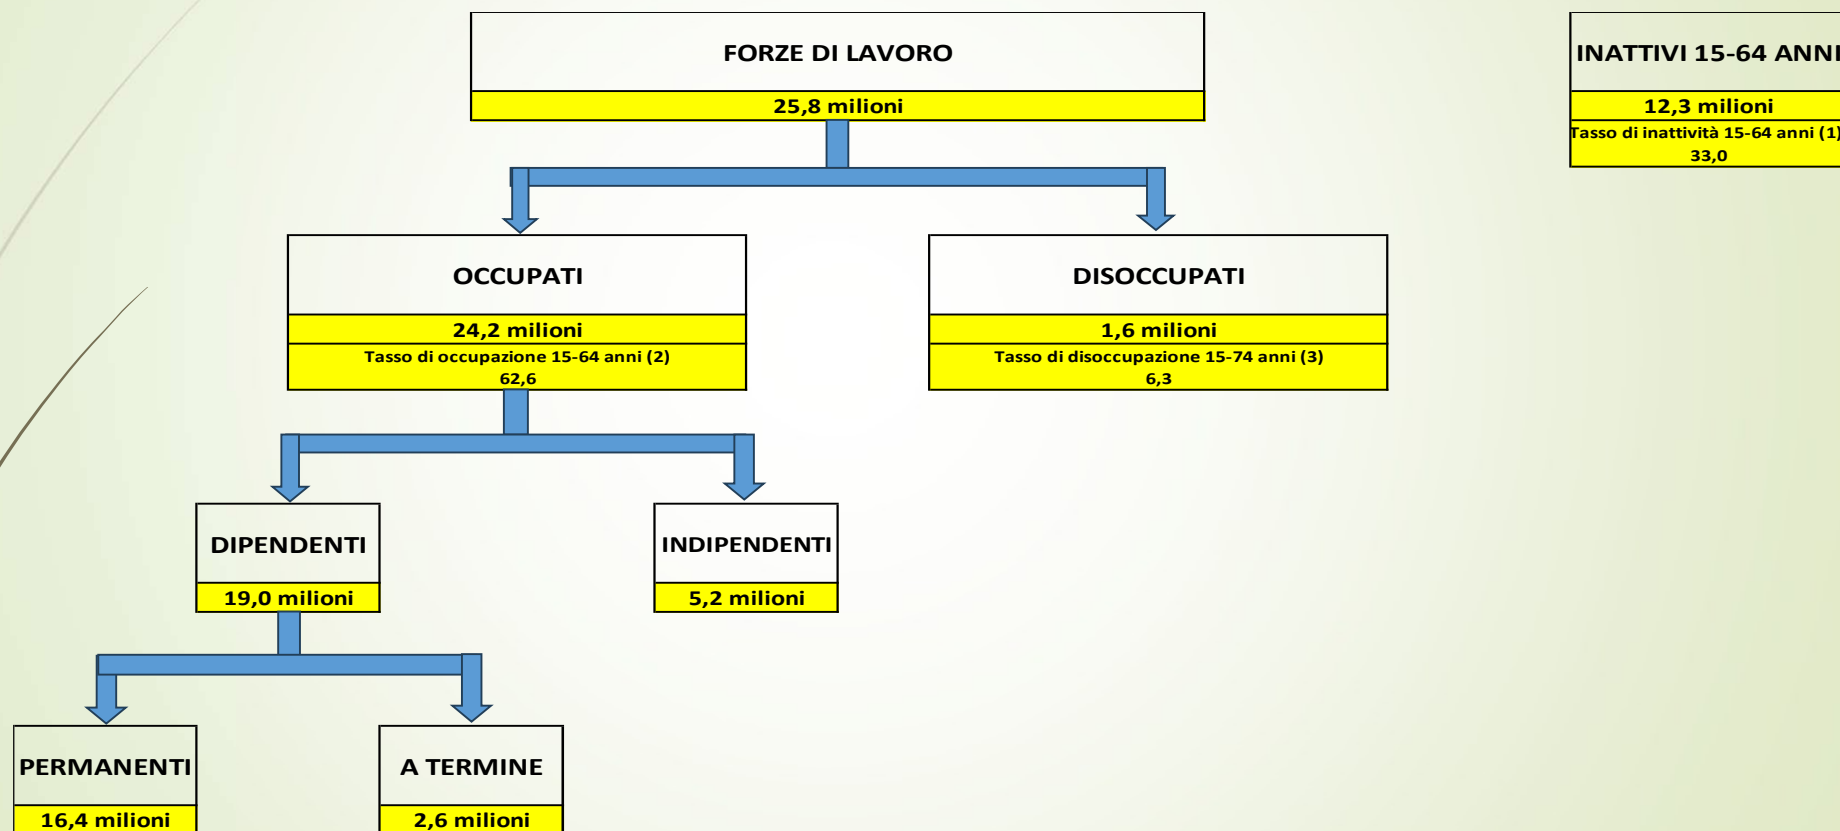 FORZE DI LAVORO
25,8 milioni
INATTIVI 15-64 ANNI
12,3 milioni
Tasso di inattività 15-64 anni (1)
33,0
OCCUPATI
24,2 milioni
Tasso di occupazione 15-64 anni (2)
62,6
DISOCCUPATI
1,6 milioni
Tasso di disoccupazione 15-74 anni (3)
6,3
DIPENDENTI
19,0 milioni
INDIPENDENTI
5,2 milioni
PERMANENTI
16,4 milioni
A TERMINE
2,6 milioni